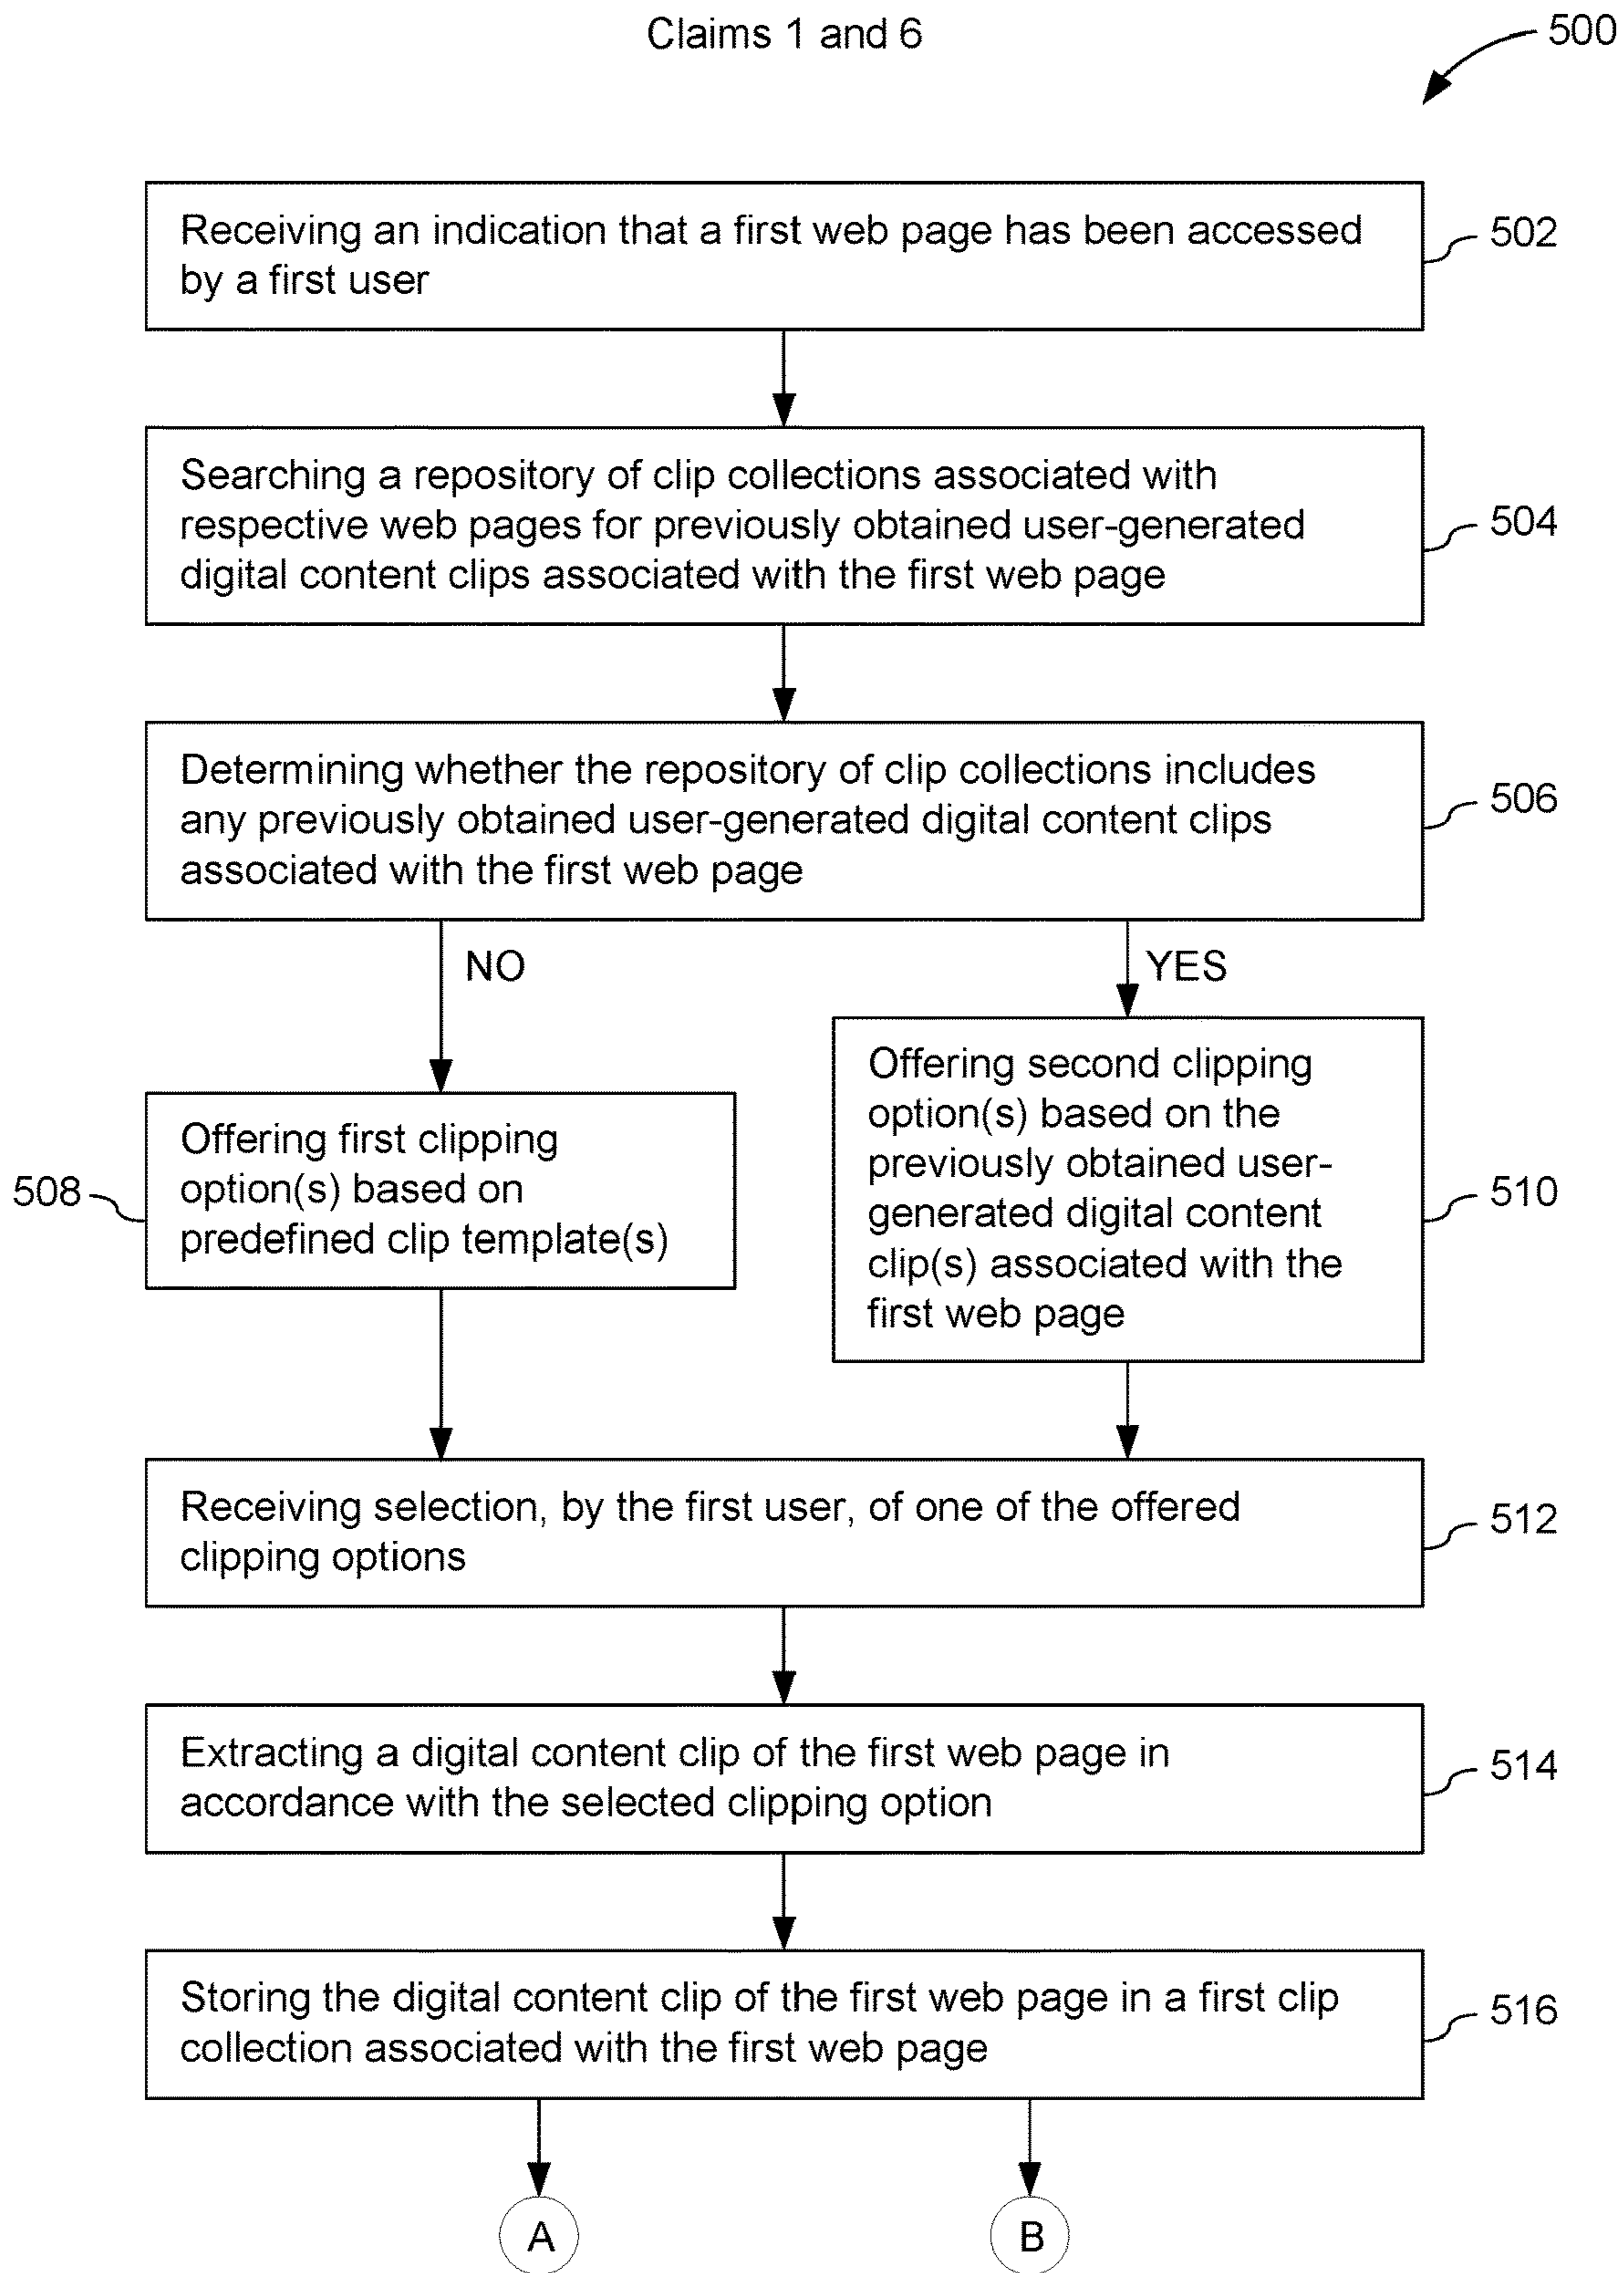 Claims 1 and 6
500
Receiving an indication that a first web page has been accessed
by a first user
502
Searching a repository of clip collections associated with
respective web pages for previously obtained user-generated
digital content clips associated with the first web page
504
Determining whether the repository of clip collections includes
any previously obtained user-generated digital content clips
associated with the first web page
506
NO
YES
Offering first clipping
option(s) based on
predefined clip template(s)
508
Offering second clipping
option(s) based on the
previously obtained user-
generated digital content
clip(s) associated with the
first web page
510
Receiving selection, by the first user, of one of the offered
clipping options
512
Extracting a digital content clip of the first web page in
accordance with the selected clipping option
514
Storing the digital content clip of the first web page in a first clip
collection associated with the first web page
516
A
B